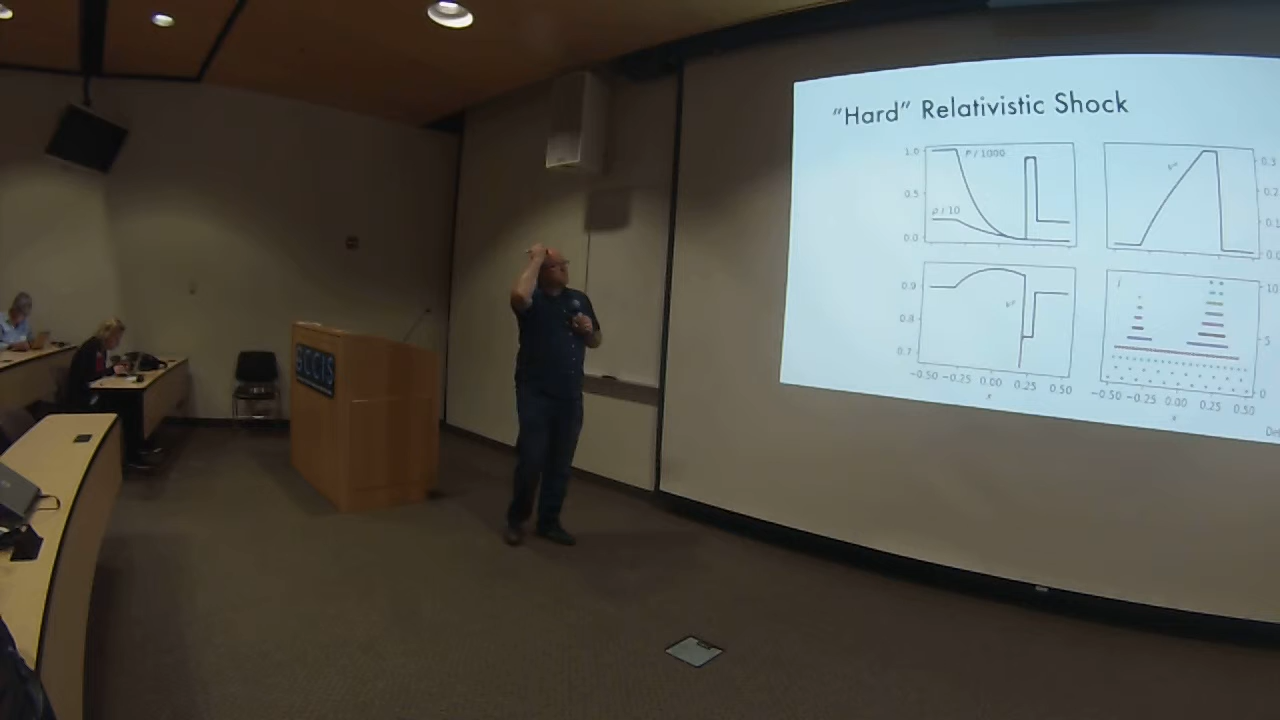 "Hard" Relativistic Shock
1.0
0.5
0.0
P / 1000
ρ / 10
0.3
0.2
0.1
0.0
0.9
0.8
0.7
10
5
0
−0.50 −0.25 0.00 0.25 0.50
x
−0.50 −0.25 0.00 0.25 0.50
x
CCIS